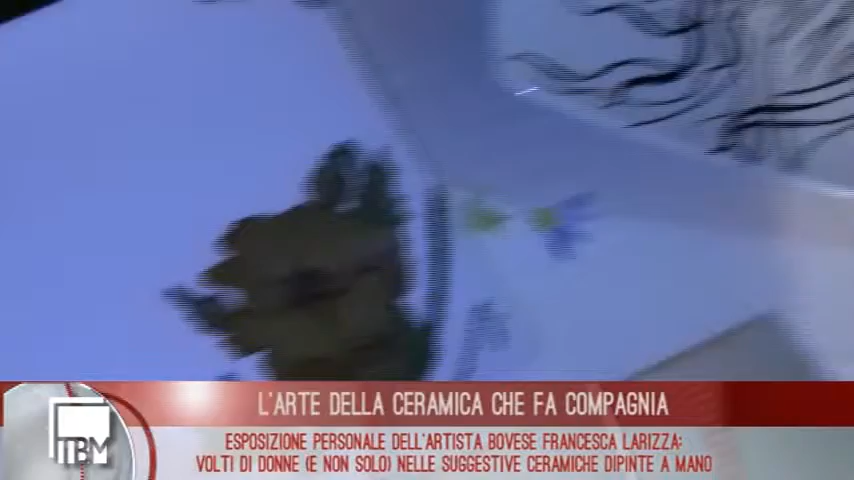 L'ARTE DELLA CERAMICA CHE FA COMPAGNIA
ESPOSIZIONE PERSONALE DELL'ARTISTA BOVESE FRANCESCA LARIZZA:
VOLTI DI DONNE (E NON SOLO) NELLE SUGGESTIVE CERAMICHE DIPINTE A MANO
TBM